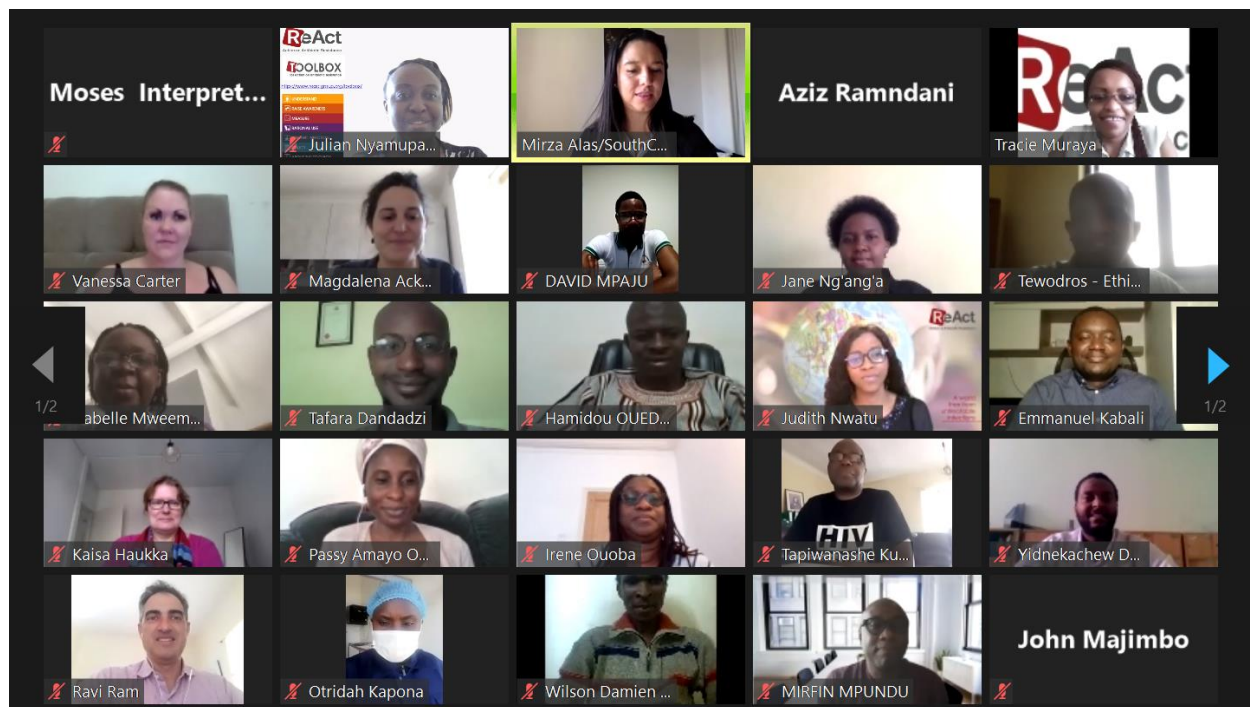 Moses Interpret...
ReAct
TOOLBOX
Julian Nyamupa...
Mirza Alas/SouthC...
Aziz Ramndani
ReAct
Tracie Muraya
Vanessa Carter
Magdalena Ack...
DAVID MPAJU
Jane Ng'ang'a
Tewodros - Ethi...
1/2
abelle Mweem...
Tafara Dandadzi
Hamidou OUED...
ReAct
Judith Nwatu
Emmanuel Kabali
1/2
Kaisa Haukka
Passy Amayo O...
Irene Ouoba
HIV
Tapiwanashe Ku...
Yidnekachew D...
Ravi Ram
Otridah Kapona
Wilson Damien ...
MIRFIN MPUNDU
John Majimbo